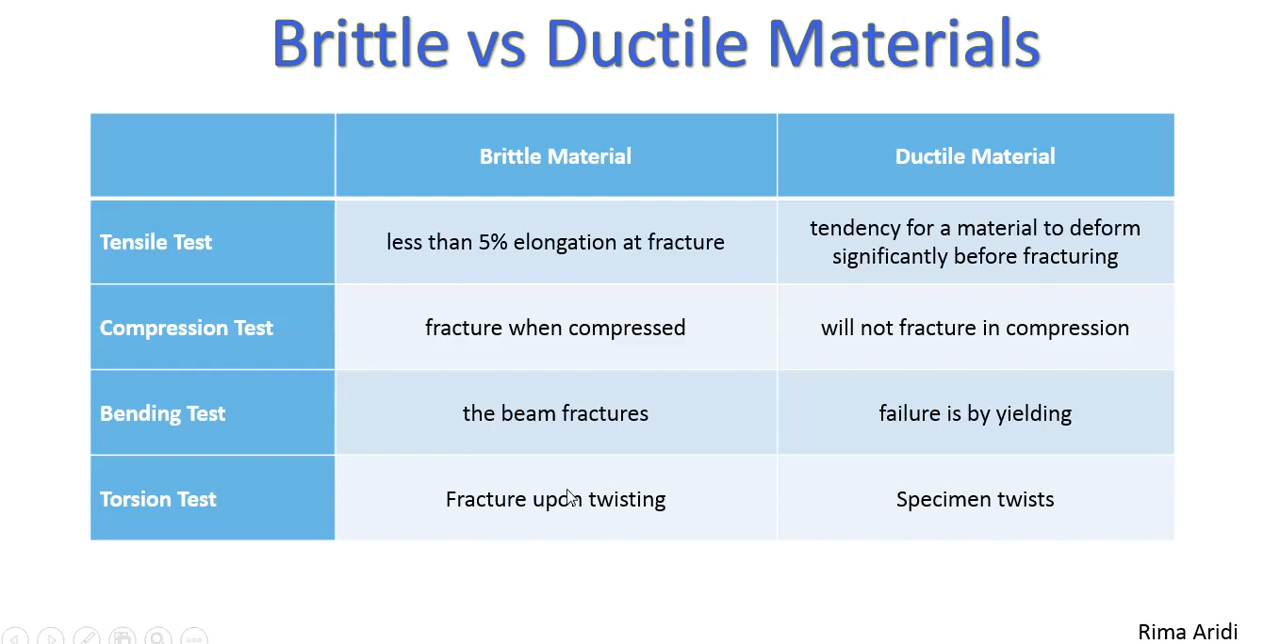 Brittle vs Ductile Materials
Brittle Material
Ductile Material
Tensile Test
less than 5% elongation at fracture
tendency for a material to deform
significantly before fracturing
Compression Test
fracture when compressed
will not fracture in compression
Bending Test
the beam fractures
failure is by yielding
Torsion Test
Fracture upon twisting
Specimen twists
Rima Aridi